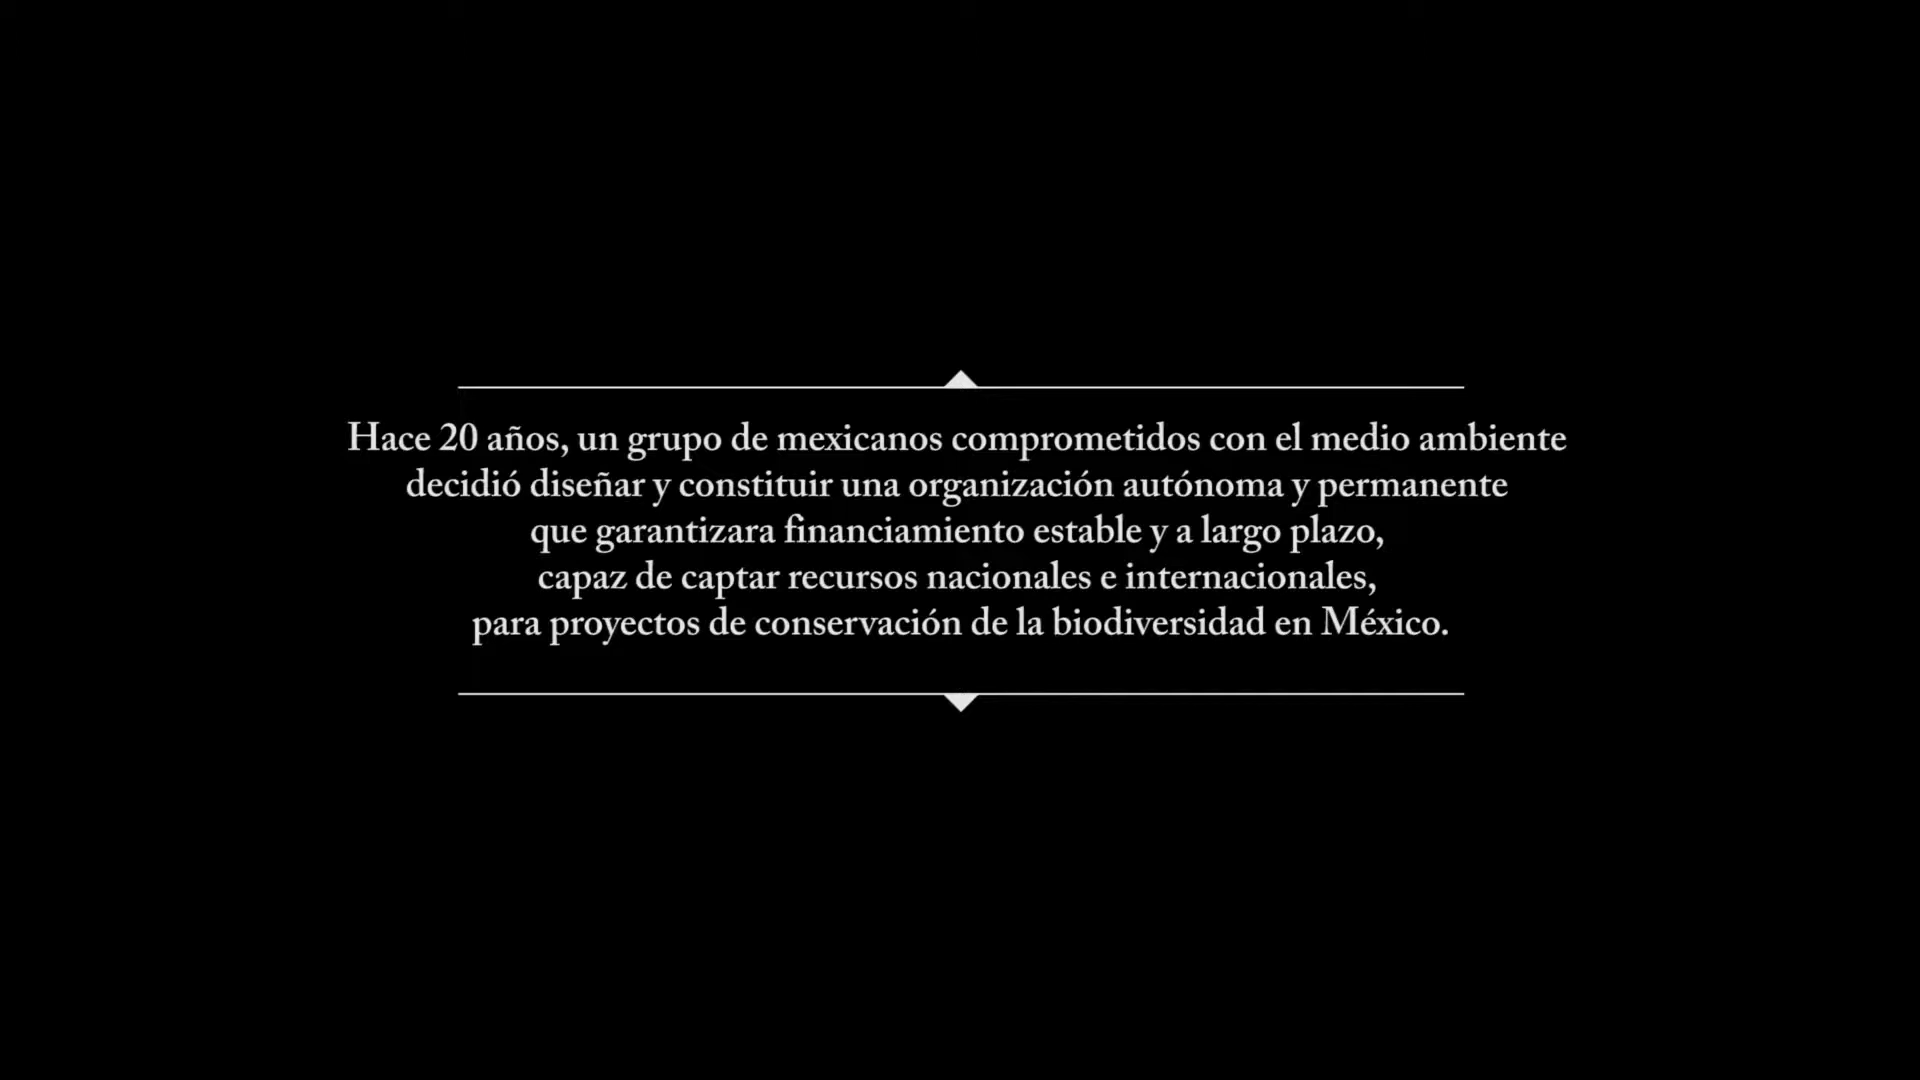 Hace 20 años, un grupo de mexicanos comprometidos con el medio ambiente
decidió diseñar y constituir una organización autónoma y permanente
que garantizara financiamiento estable y a largo plazo,
capaz de captar recursos nacionales e internacionales,
para proyectos de conservación de la biodiversidad en México.